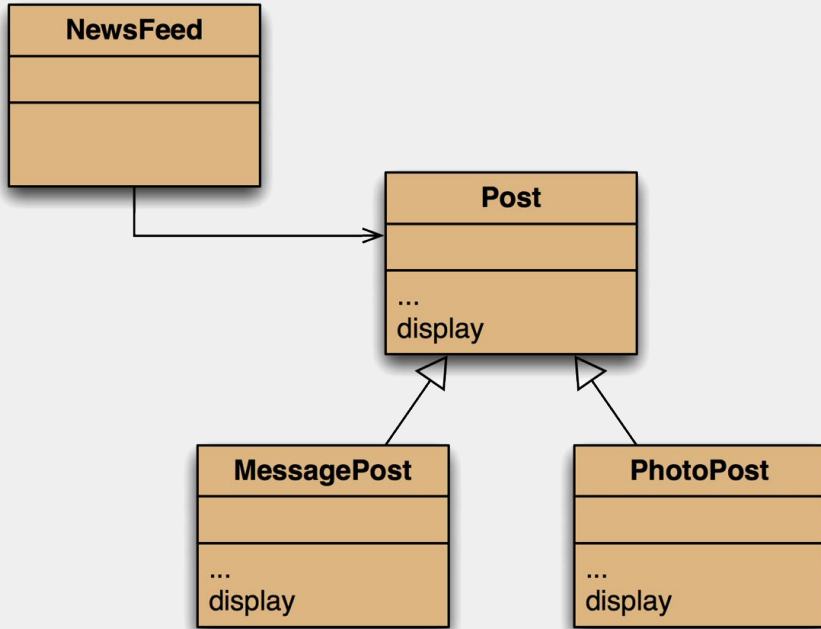 NewsFeed
Post
...
display
MessagePost
...
display
PhotoPost
...
display